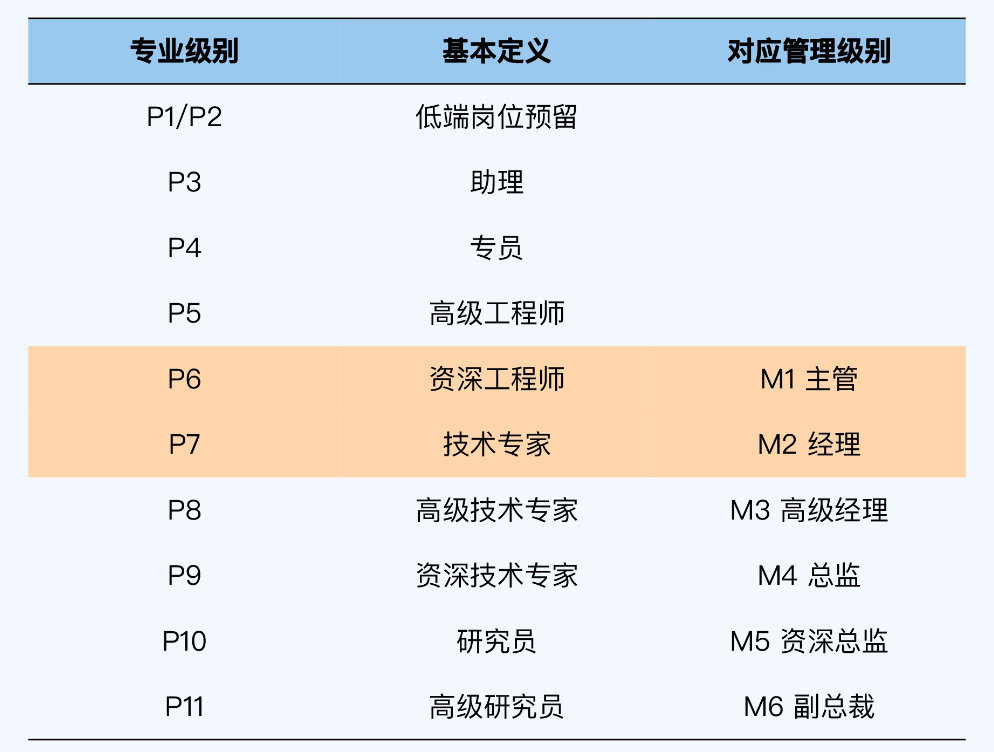 专业级别 基本定义 对应管理级别
P1/P2 低端岗位预留
P3 助理
P4 专员
P5 高级工程师
P6 资深工程师 M1 主管
P7 技术专家 M2 经理
P8 高级技术专家 M3 高级经理
P9 资深技术专家 M4 总监
P10 研究员 M5 资深总监
P11 高级研究员 M6 副总裁